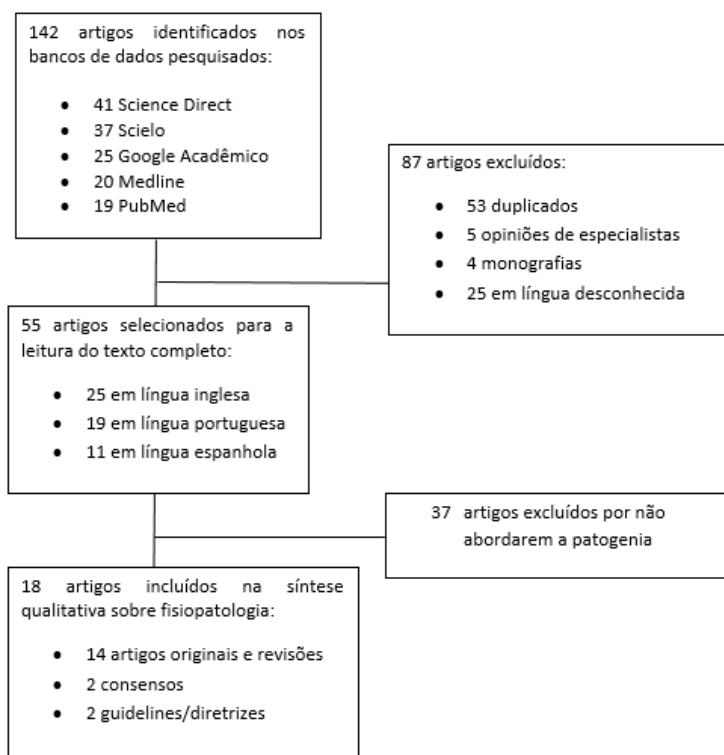 142 artigos identificados nos
bancos de dados pesquisados:
• 41 Science Direct
• 37 Scielo
• 25 Google Acadêmico
• 20 Medline
• 19 PubMed
87 artigos excluídos:
• 53 duplicados
• 5 opiniões de especialistas
• 4 monografias
• 25 em língua desconhecida
55 artigos selecionados para a
leitura do texto completo:
• 25 em língua inglesa
• 19 em língua portuguesa
• 11 em língua espanhola
37 artigos excluídos por não
abordarem a patogenia
18 artigos incluídos na síntese
qualitativa sobre fisiopatologia:
• 14 artigos originais e revisões
• 2 consensos
• 2 guidelines/diretrizes